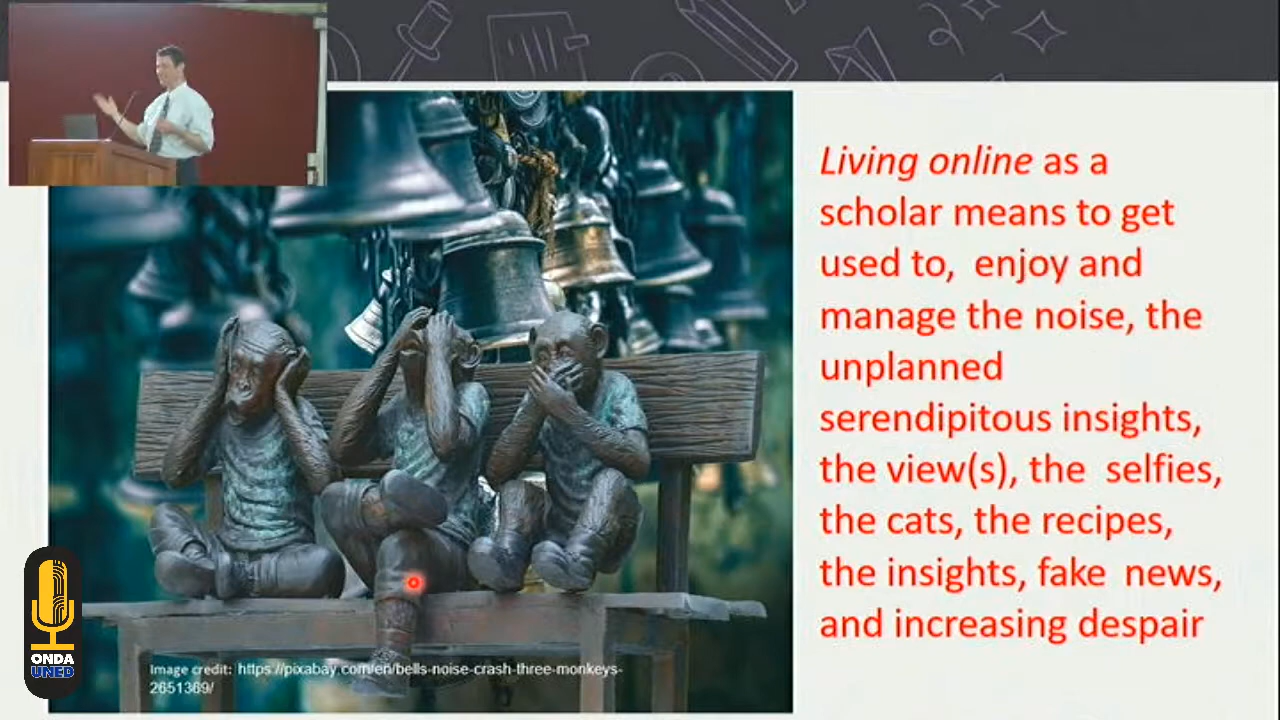 Living online as a
scholar means to get
used to, enjoy and
manage the noise, the
unplanned
serendipitous insights,
the view(s), the selfies,
the cats, the recipes,
the insights, fake news,
and increasing despair
Image credit: https://pixabay.com/en/bells-noise-crash-three-monkeys-
2651369/
ONDA
UNED